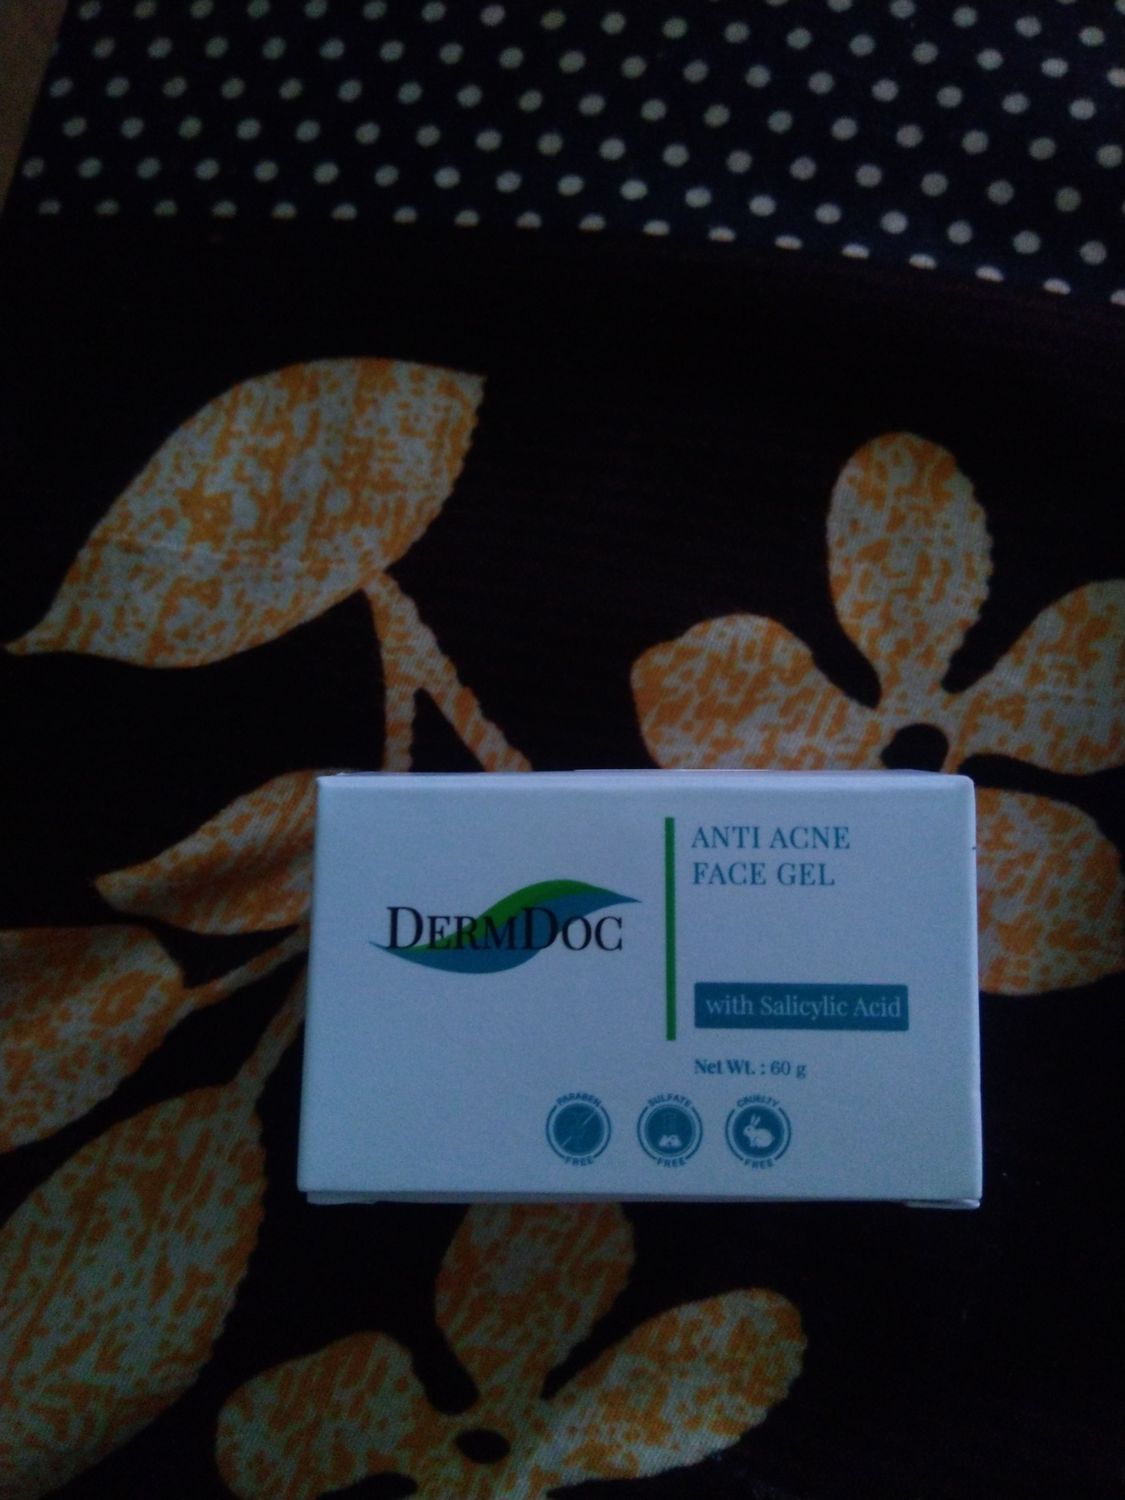 DERMDOC
ANTI ACNE
FACE GEL
with Salicylic Acid
Net Wt. : 60 g
PARABEN
FREE
SULFATE
FREE
CRUELTY
FREE